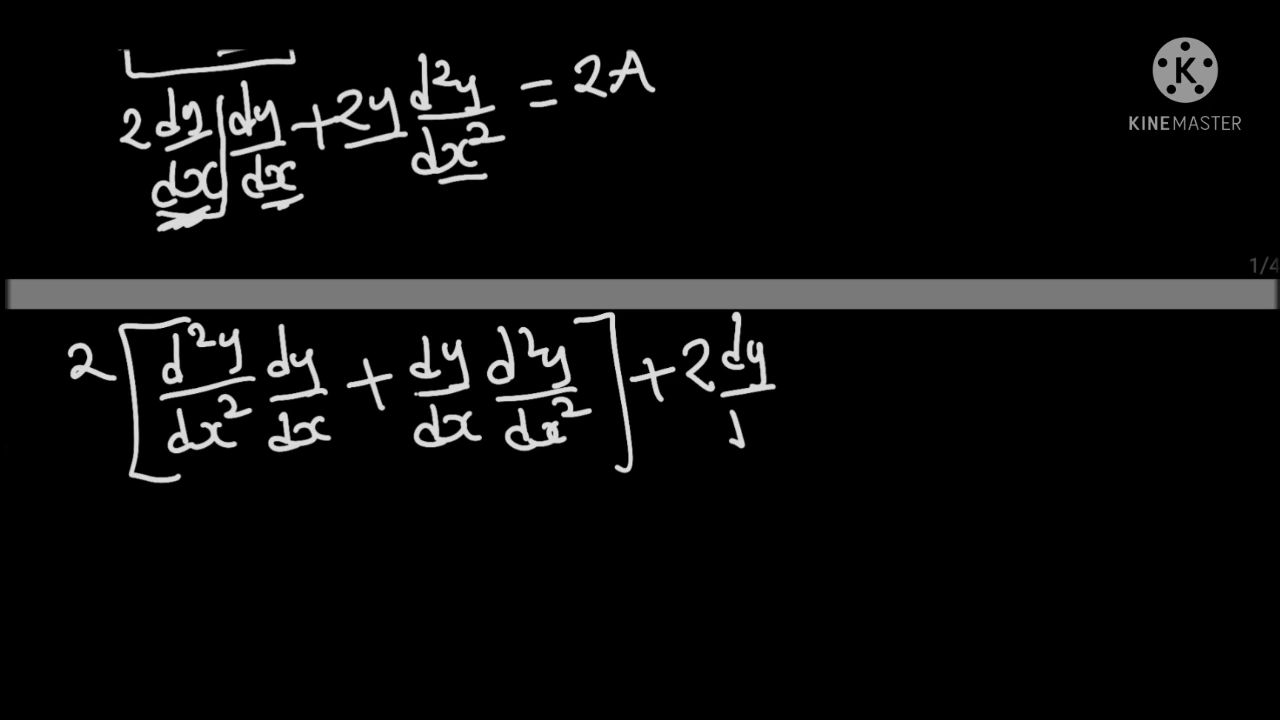 2 dy/dx dy/dx + 2y d²y/dx² = 2A
K
KINEMASTER
1/4
2 [ d²y/dx² dy/dx + dy/dx d²y/dx² ] + 2 dy/